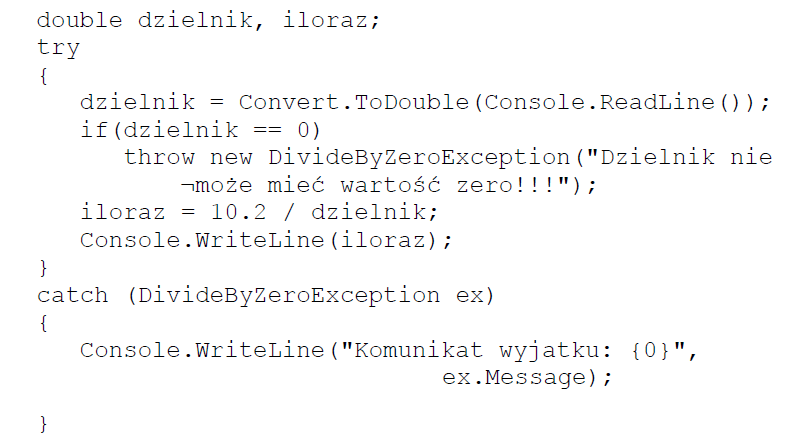 double dzielnik, iloraz;
try
{
dzielnik = Convert.ToDouble(Console.ReadLine());
if(dzielnik == 0)
throw new DivideByZeroException("Dzielnik nie
¬może mieć wartość zero!!!");
iloraz = 10.2 / dzielnik;
Console.WriteLine(iloraz);
}
catch (DivideByZeroException ex)
{
Console.WriteLine("Komunikat wyjatku: {0}",
ex.Message);
}